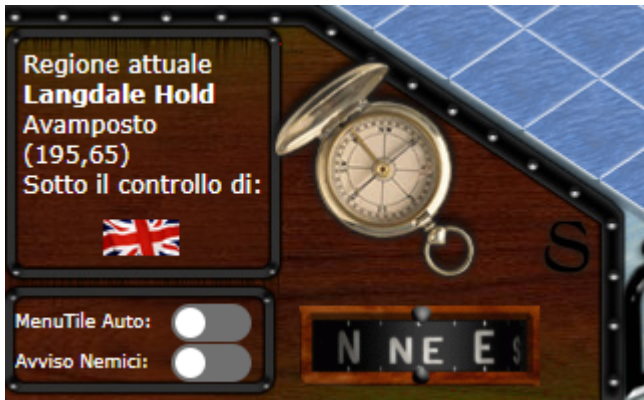 Regione attuale
Langdale Hold
Avamposto
(195,65)
Sotto il controllo di:
S
MenuTile Auto:
Avviso Nemici:
N NE E S